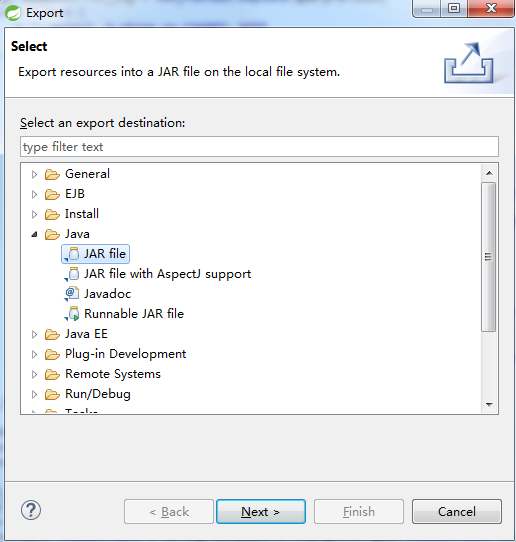 Export
Select
Export resources into a JAR file on the local file system.
Select an export destination:
type filter text
General
EJB
Install
Java
JAR file
JAR file with AspectJ support
Javadoc
Runnable JAR file
Java EE
Plug-in Development
Remote Systems
Run/Debug
Tasks
? < Back Next > Finish Cancel